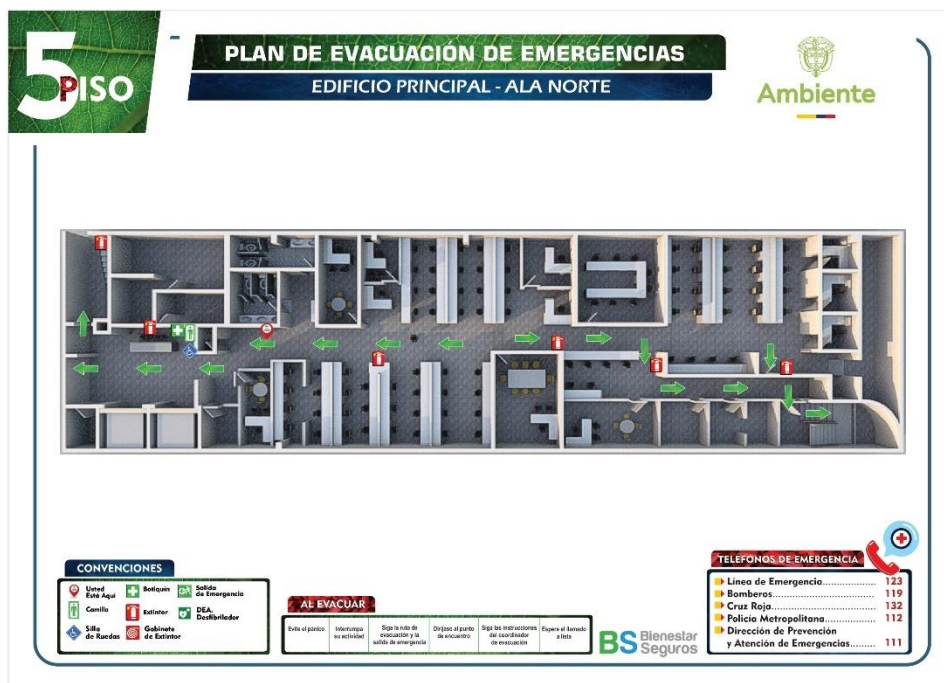 5
PISO
PLAN DE EVACUACIÓN DE EMERGENCIAS
EDIFICIO PRINCIPAL - ALA NORTE
Ambiente
CONVENCIONES
Usted
Está Aquí
Botiquín
Salida
de Emergencia
Camilla
Extintor
DEA.
Desfibrilador
Silla
de Ruedas
Gabinete
de Extintor
AL EVACUAR
Evite el pánico
Interrumpa
su actividad
Siga la ruta de
evacuación y la
salida de emergencia
Diríjase al punto
de encuentro
Siga las instrucciones
del coordinador
de evacuación
Espere el llamado
a lista
BS Bienestar
Seguros
TELÉFONOS DE EMERGENCIA
Línea de Emergencia................ 123
Bomberos................................ 119
Cruz Roja................................ 132
Policía Metropolitana............... 112
Dirección de Prevención
y Atención de Emergencias......... 111